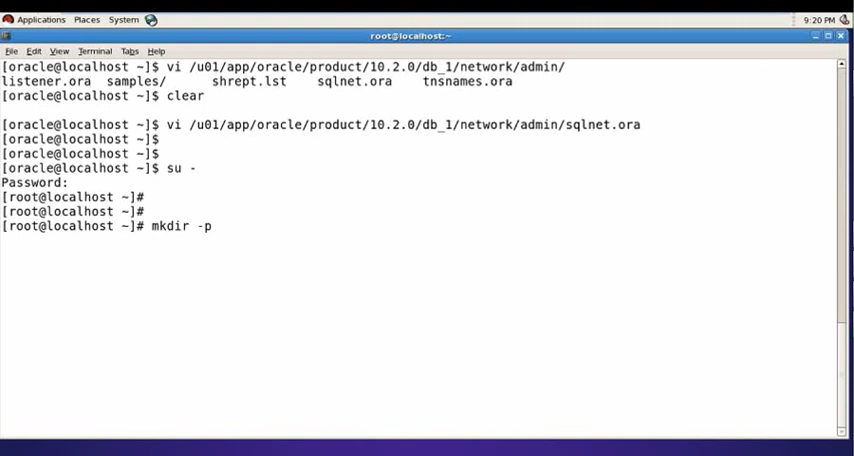 Applications Places System 9:20 PM
root@localhost:~
File Edit View Terminal Tabs Help
[oracle@localhost ~]$ vi /u01/app/oracle/product/10.2.0/db_1/network/admin/
listener.ora samples/ shrept.lst sqlnet.ora tnsnames.ora
[oracle@localhost ~]$ clear
[oracle@localhost ~]$ vi /u01/app/oracle/product/10.2.0/db_1/network/admin/sqlnet.ora
[oracle@localhost ~]$
[oracle@localhost ~]$
[oracle@localhost ~]$ su -
Password:
[root@localhost ~]#
[root@localhost ~]#
[root@localhost ~]# mkdir -p